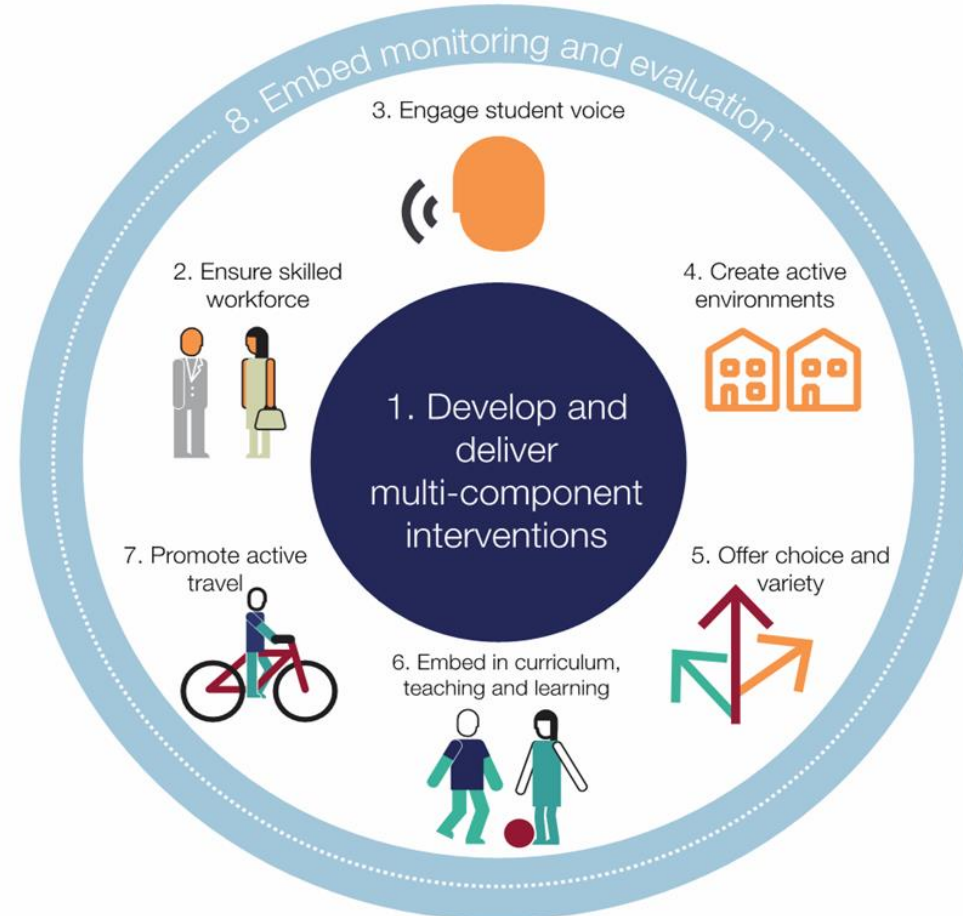 8. Embed monitoring and evaluation
3. Engage student voice
2. Ensure skilled
workforce
4. Create active
environments
1. Develop and
deliver
multi-component
interventions
7. Promote active
travel
5. Offer choice and
variety
6. Embed in curriculum,
teaching and learning